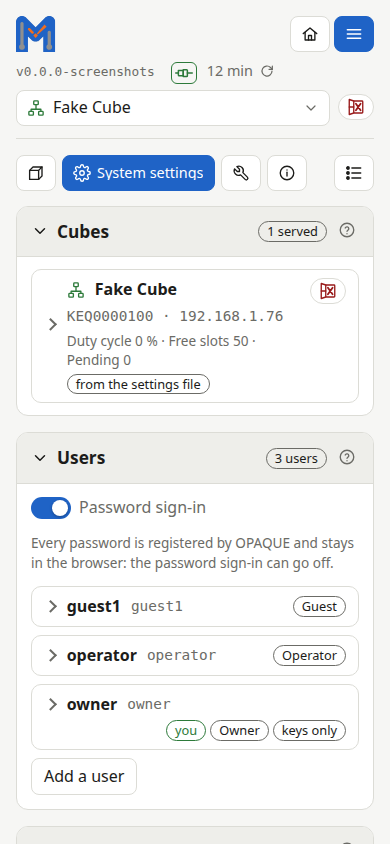 v0.0.0-screenshots 12 min
Fake Cube
System settings
Cubes 1 served
Fake Cube
KEQ0000100 · 192.168.1.76
Duty cycle 0 % · Free slots 50 ·
Pending 0
from the settings file
Users 3 users
Password sign-in
Every password is registered by OPAQUE and stays
in the browser: the password sign-in can go off.
guest1 guest1 Guest
operator operator Operator
owner owner
you Owner keys only
Add a user